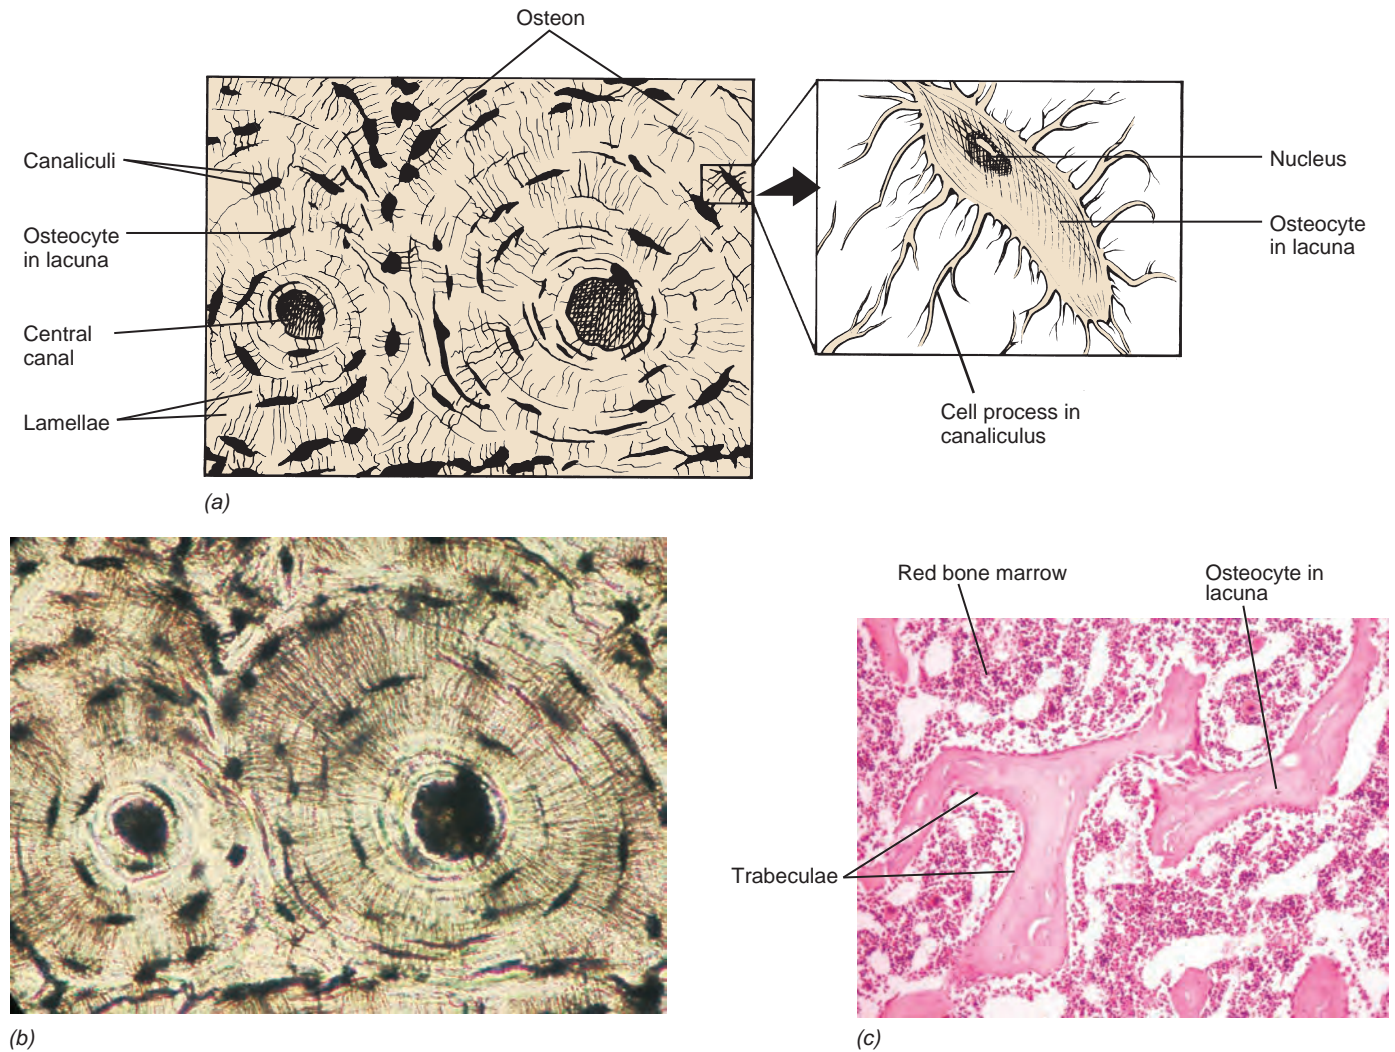 Osteon
Canaliculi
Osteocyte
in lacuna
Central
canal
Lamellae
Nucleus
Osteocyte
in lacuna
Cell process in
canaliculus
(a)
Red bone marrow
Osteocyte in
lacuna
Trabeculae
(b)
(c)